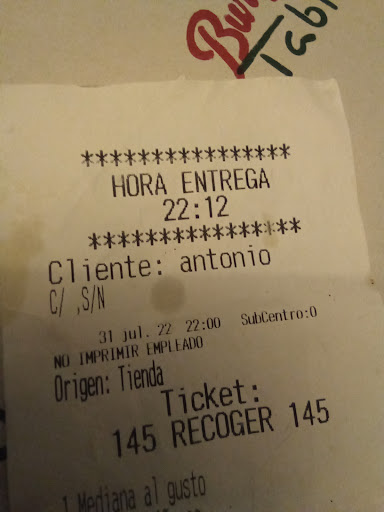 ****************
HORA ENTREGA
22:12
****************
Cliente: antonio
C/ ,S/N
31 jul. 22 22:00 SubCentro:0
NO IMPRIMIR EMPLEADO
Origen: Tienda
Ticket:
145 RECOGER 145
1 Mediana al gusto